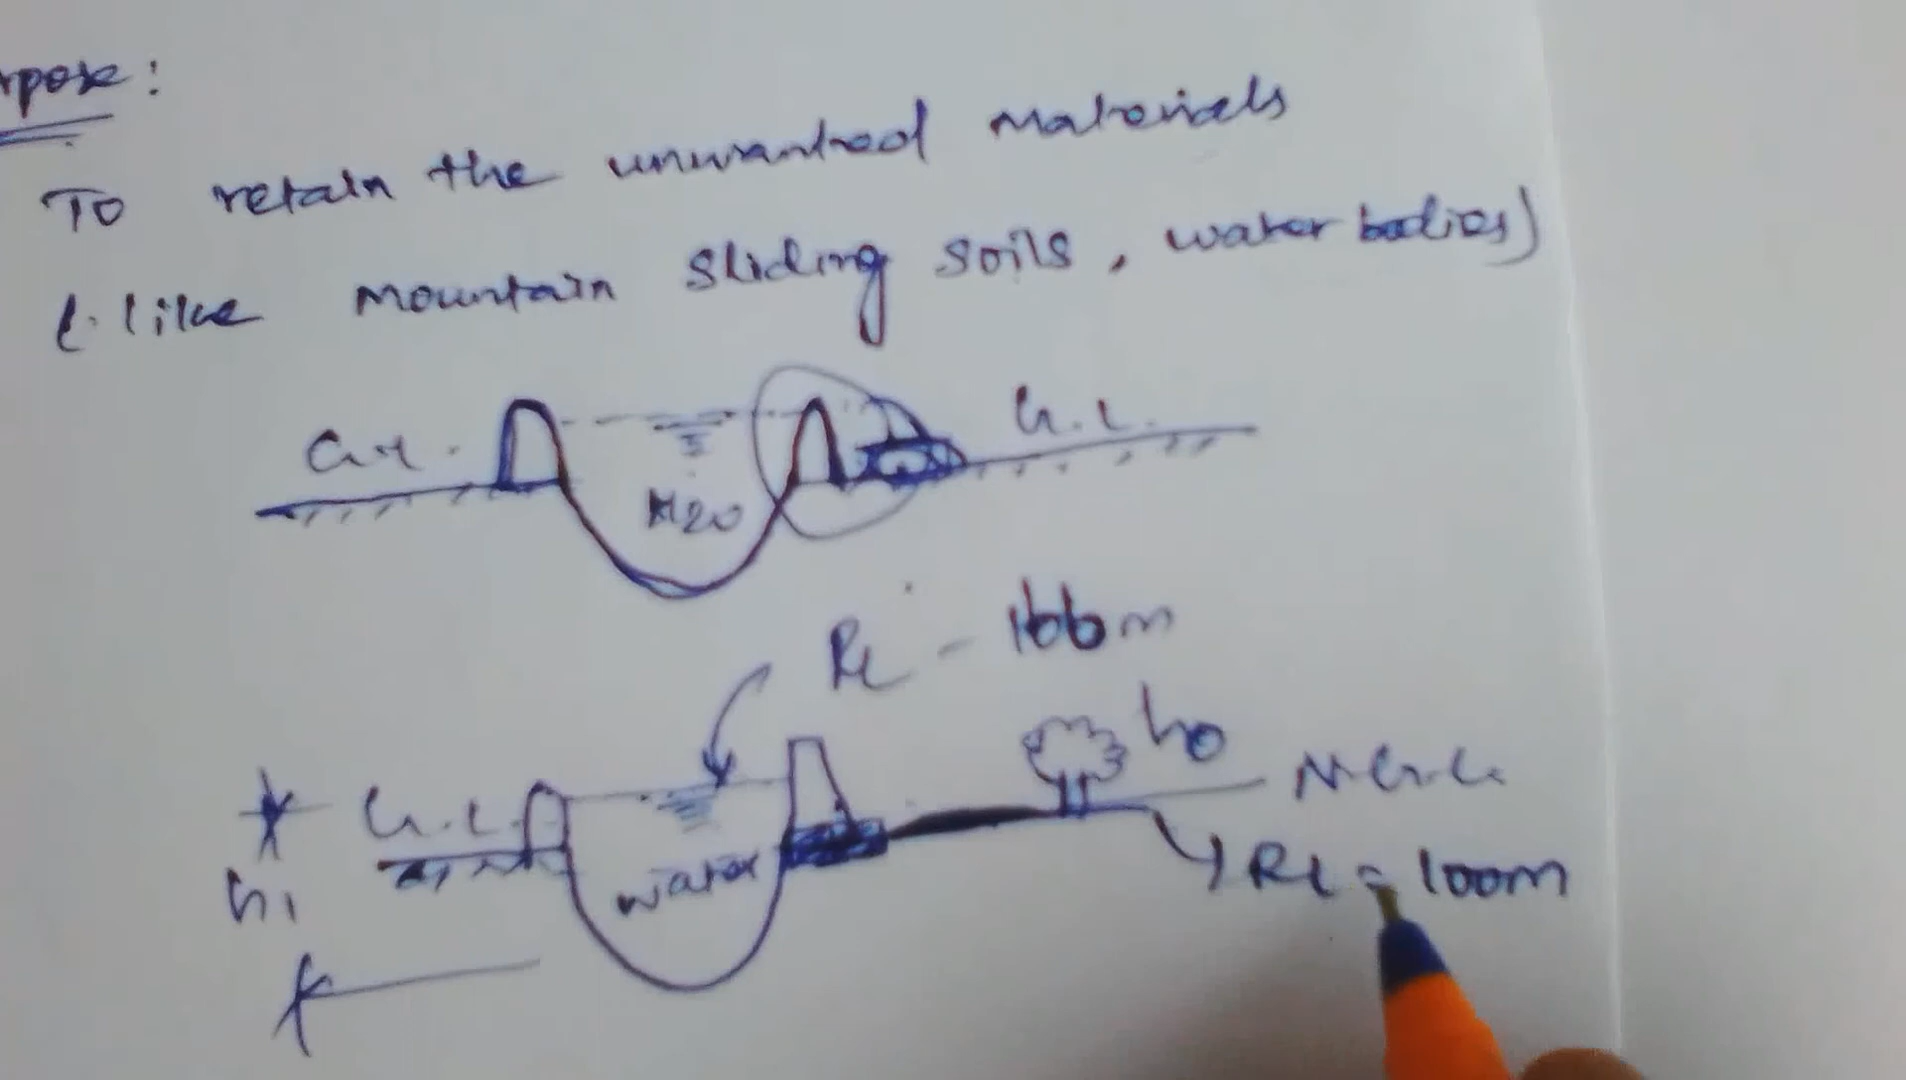 rpose:
To retain the unwanted materials
(like mountain sliding soils, water bodies)
G.L.
G.L.
H2O
RL - 100m
ho
N.G.L.
G.L.
water
h1
RL = 100m